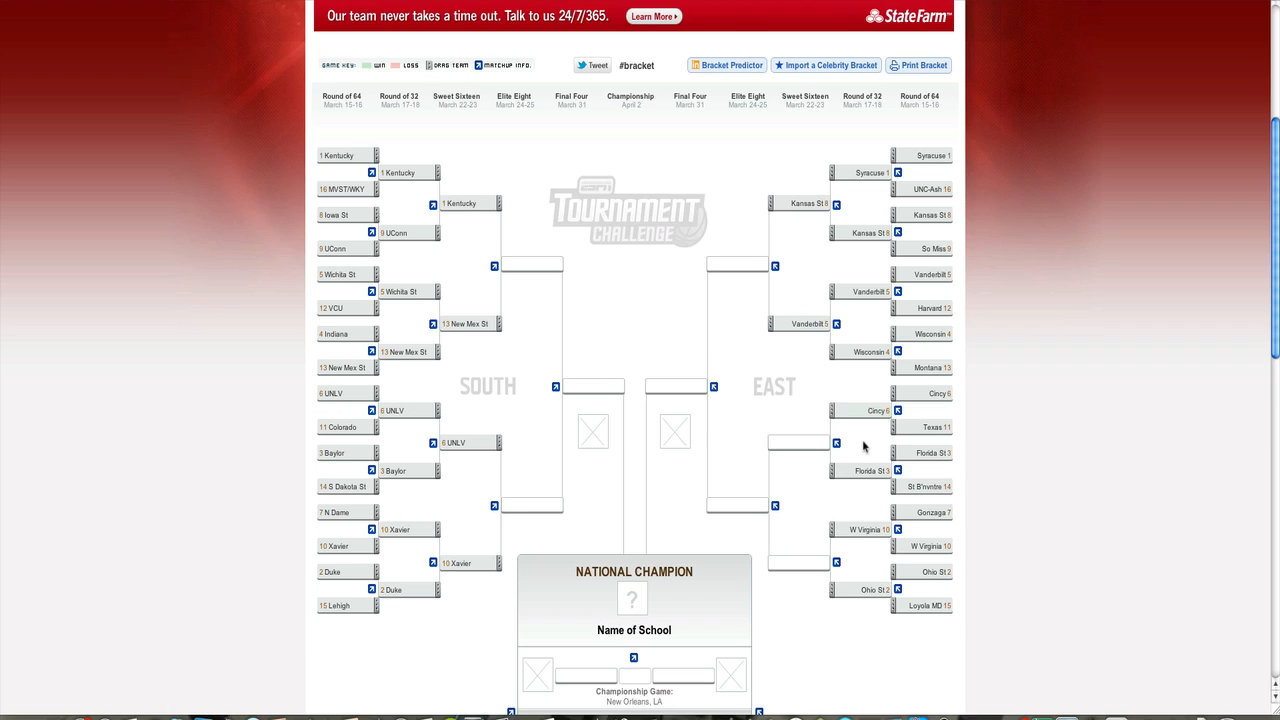 Our team never takes a time out. Talk to us 24/7/365. Learn More StateFarm™
GAME KEY: WIN LOSS DRAG TEAM MATCHUP INFO. Tweet #bracket Bracket Predictor Import a Celebrity Bracket Print Bracket
Round of 64 Round of 32 Sweet Sixteen Elite Eight Final Four Championship Final Four Elite Eight Sweet Sixteen Round of 32 Round of 64
March 15-16 March 17-18 March 22-23 March 24-25 March 31 April 2 March 31 March 24-25 March 22-23 March 17-18 March 15-16
1 Kentucky Syracuse 1
1 Kentucky Syracuse 1
16 MVST/WKY UNC-Ash 16
1 Kentucky Kansas St 8
8 Iowa St Kansas St 8
9 UConn Kansas St 8
9 UConn So Miss 9
ESPN
TOURNAMENT
CHALLENGE
5 Wichita St Vanderbilt 5
5 Wichita St Vanderbilt 5
12 VCU Harvard 12
13 New Mex St Vanderbilt 5
4 Indiana Wisconsin 4
13 New Mex St Wisconsin 4
13 New Mex St Montana 13
SOUTH EAST
6 UNLV Cincy 6
6 UNLV Cincy 6
11 Colorado Texas 11
6 UNLV
3 Baylor Florida St 3
3 Baylor Florida St 3
14 S Dakota St St B'nvntre 14
7 N Dame Gonzaga 7
10 Xavier W Virginia 10
10 Xavier W Virginia 10
10 Xavier
2 Duke Ohio St 2
2 Duke Ohio St 2
15 Lehigh Loyola MD 15
NATIONAL CHAMPION
?
Name of School
Championship Game:
New Orleans, LA